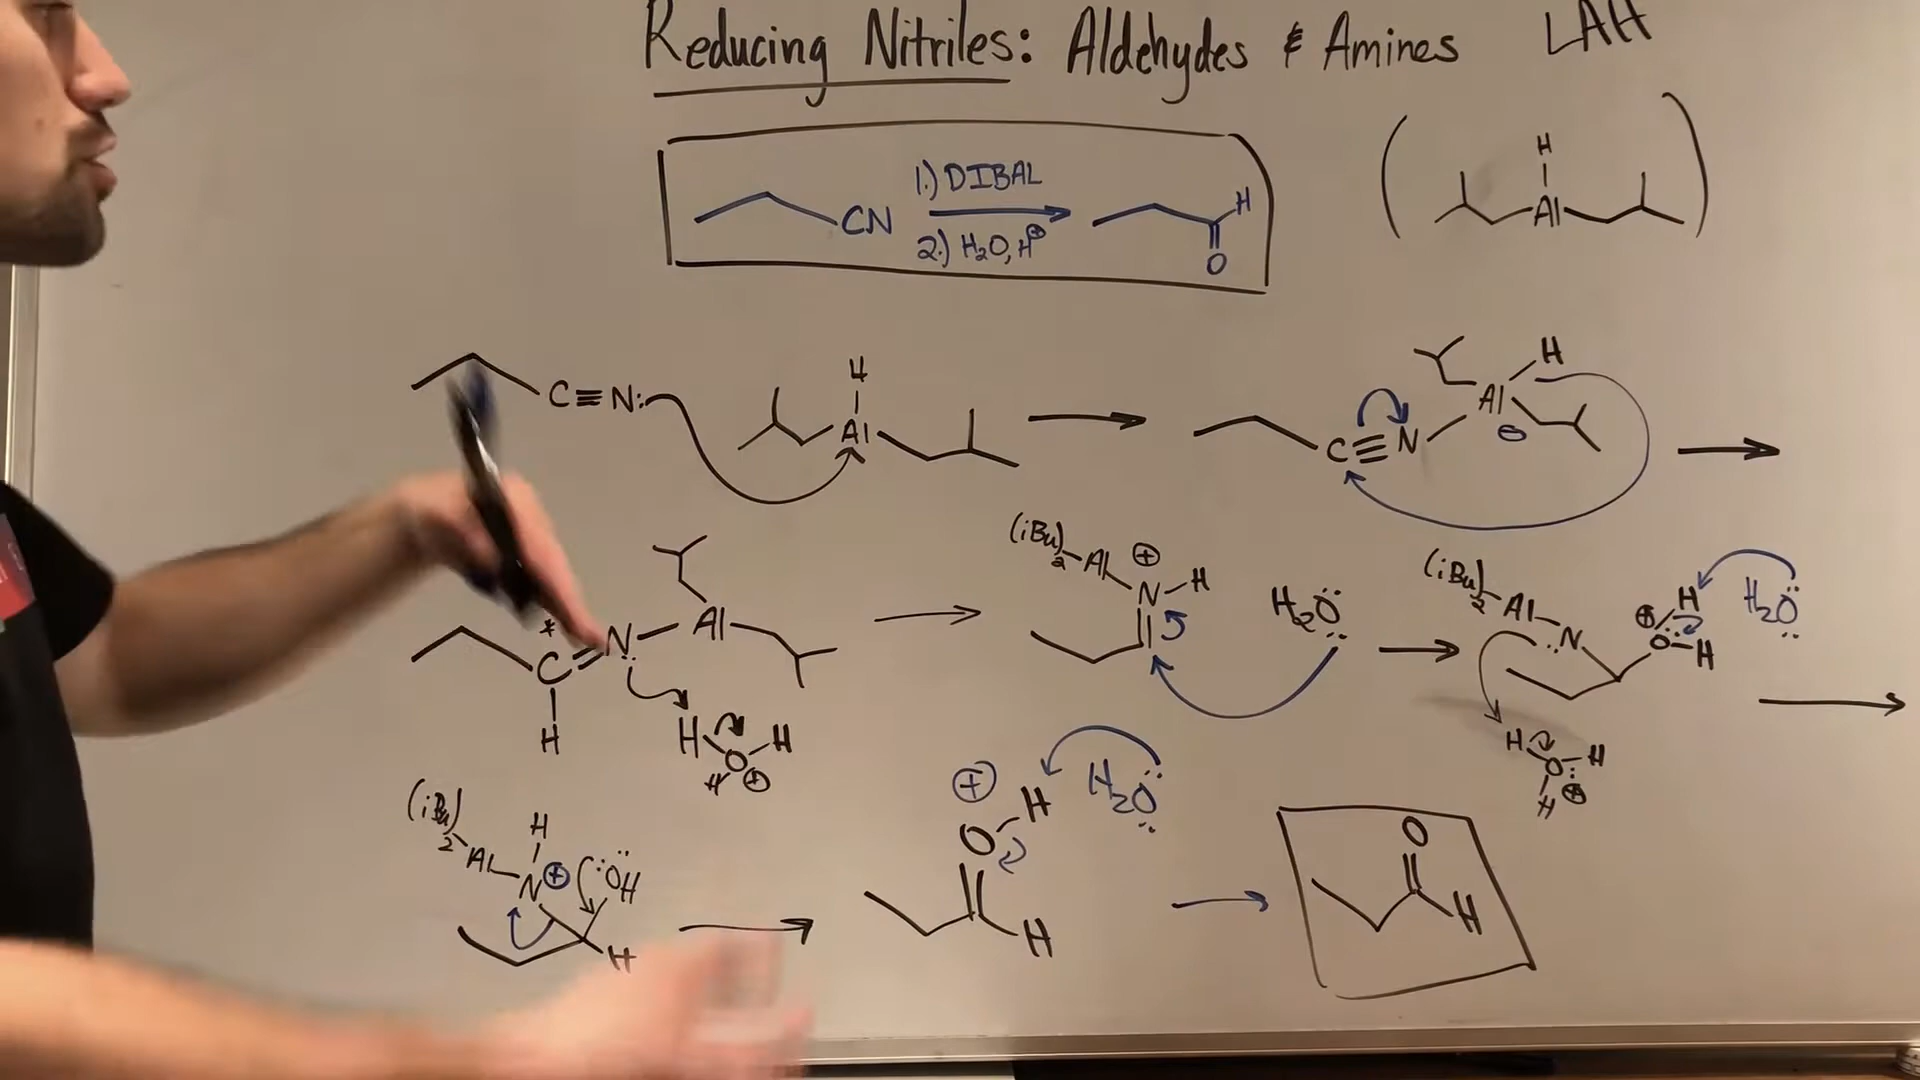 Reducing Nitriles: Aldehydes & Amines LAH
CN 1.) DIBAL 2.) H₂O, H⊕ H O
H Al
C≡N: H Al
C≡N Al H ⊖
* C=N Al H H O H H ⊕
(iBu)₂ Al N ⊕ H H₂O
(iBu)₂ Al N ⊕ H O H H₂O H O H H ⊕
(iBu)₂ Al N H ⊕ :OH H
⊕ O H H₂O H
O H